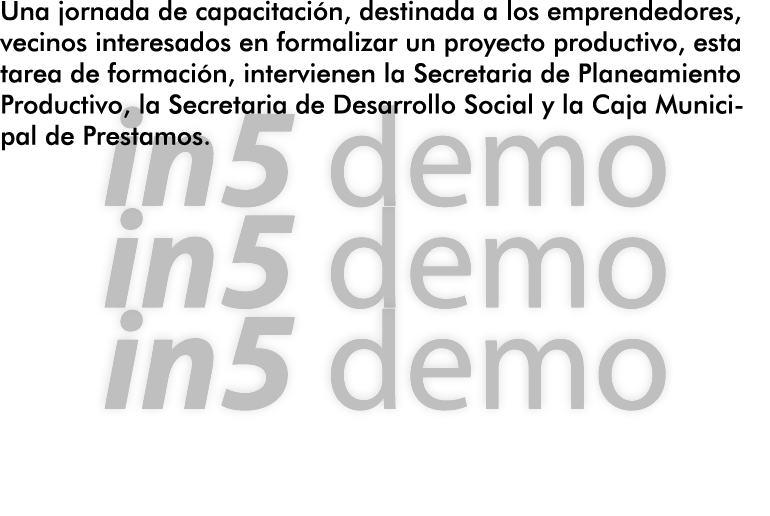 Una jornada de capacitación, destinada a los emprendedores,
vecinos interesados en formalizar un proyecto productivo, esta
tarea de formación, intervienen la Secretaria de Planeamiento
Productivo, la Secretaria de Desarrollo Social y la Caja Munici-
pal de Prestamos.
in5 demo
in5 demo
in5 demo